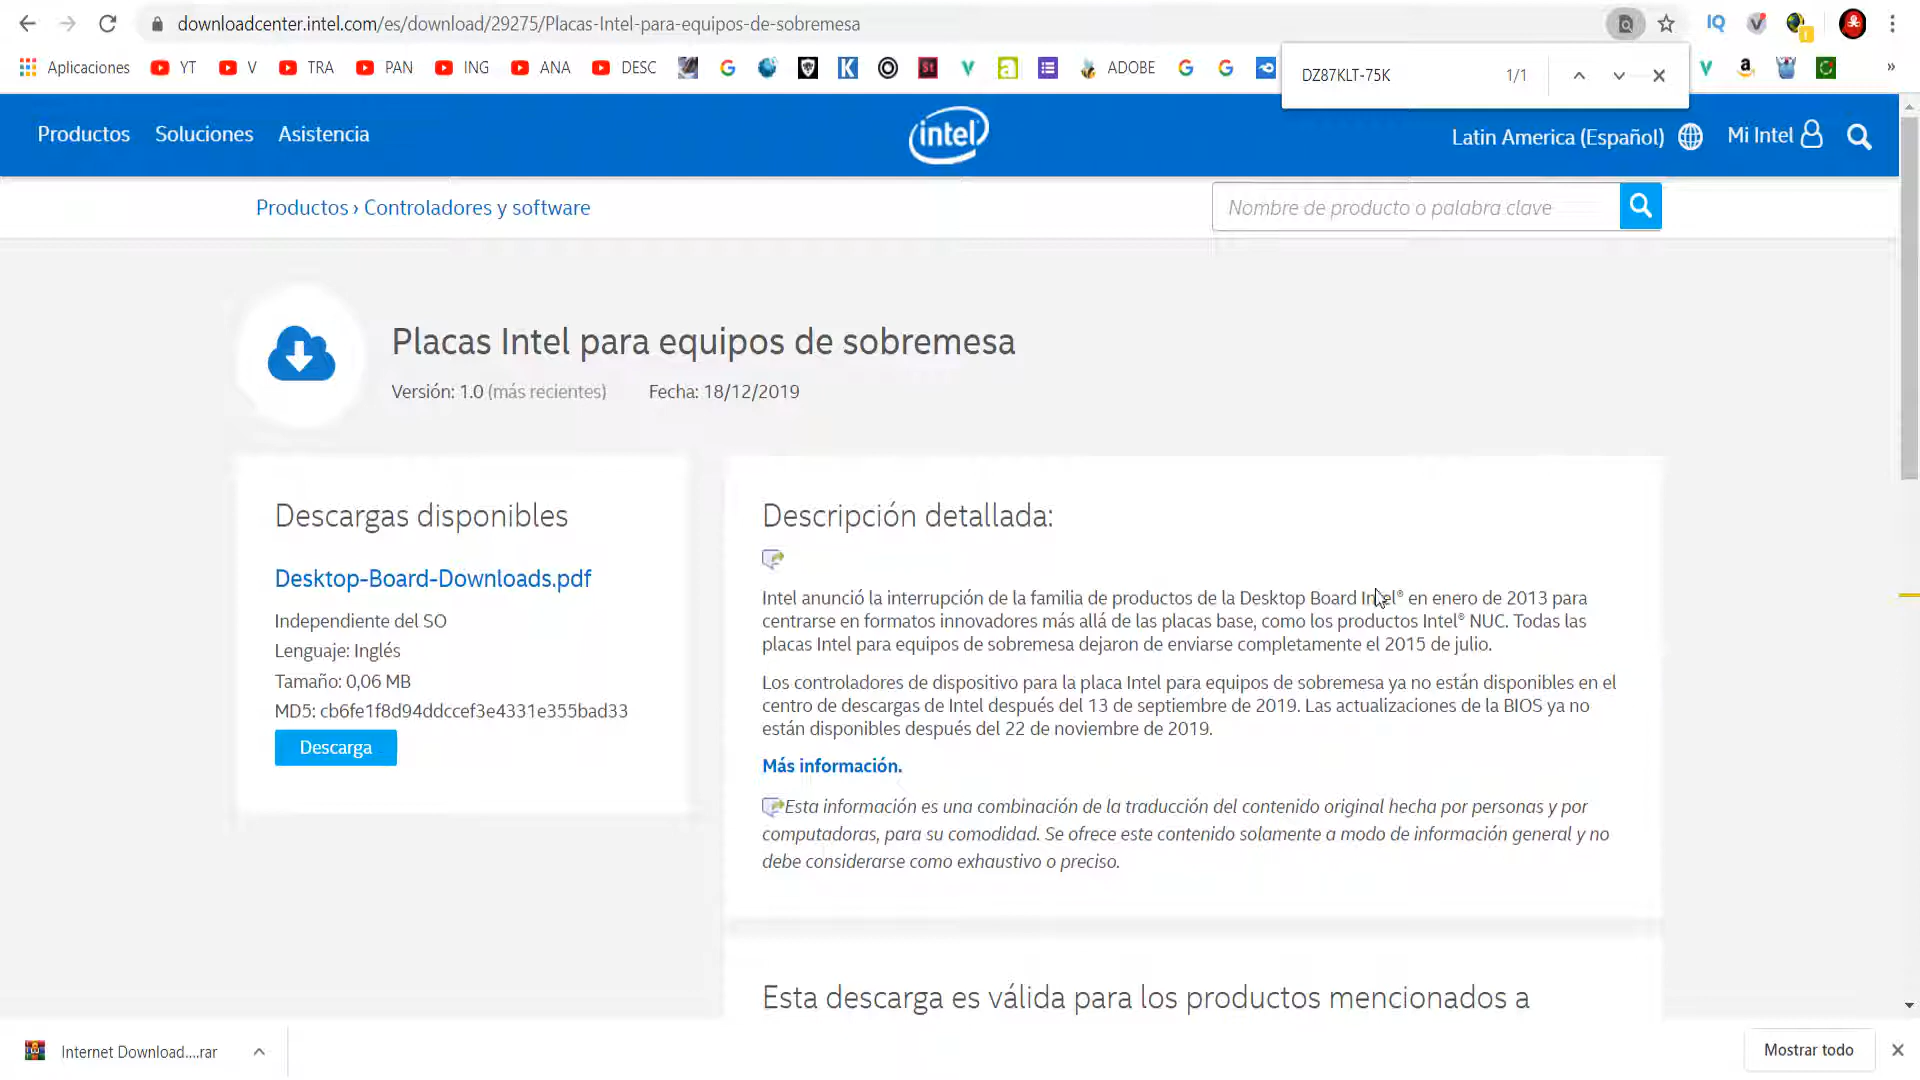 downloadcenter.intel.com/es/download/29275/Placas-Intel-para-equipos-de-sobremesa
Aplicaciones YT V TRA PAN ING ANA DESC ADOBE
DZ87KLT-75K 1/1
Productos Soluciones Asistencia intel Latin America (Español) Mi Intel
Productos › Controladores y software
Nombre de producto o palabra clave
Placas Intel para equipos de sobremesa
Versión: 1.0 (más recientes) Fecha: 18/12/2019
Descargas disponibles
Desktop-Board-Downloads.pdf
Independiente del SO
Lenguaje: Inglés
Tamaño: 0,06 MB
MD5: cb6fe1f8d94ddccef3e4331e355bad33
Descarga
Descripción detallada:
Intel anunció la interrupción de la familia de productos de la Desktop Board Intel® en enero de 2013 para
centrarse en formatos innovadores más allá de las placas base, como los productos Intel® NUC. Todas las
placas Intel para equipos de sobremesa dejaron de enviarse completamente el 2015 de julio.
Los controladores de dispositivo para la placa Intel para equipos de sobremesa ya no están disponibles en el
centro de descargas de Intel después del 13 de septiembre de 2019. Las actualizaciones de la BIOS ya no
están disponibles después del 22 de noviembre de 2019.
Más información.
Esta información es una combinación de la traducción del contenido original hecha por personas y por
computadoras, para su comodidad. Se ofrece este contenido solamente a modo de información general y no
debe considerarse como exhaustivo o preciso.
Esta descarga es válida para los productos mencionados a
Internet Download....rar
Mostrar todo